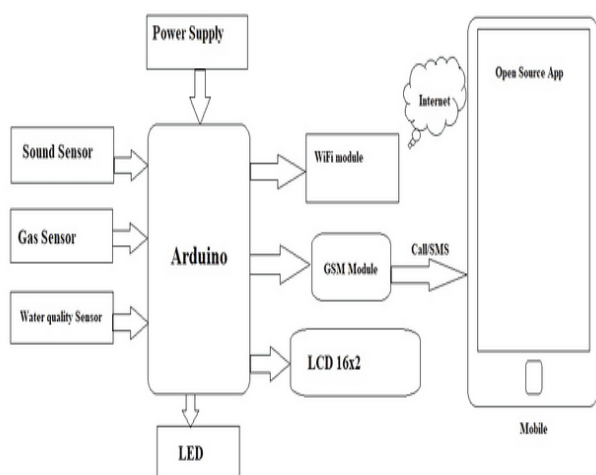 Power Supply
Open Source App
Internet
Sound Sensor
WiFi module
Gas Sensor
Arduino
Call/SMS
GSM Module
Water quality Sensor
LCD 16x2
Mobile
LED